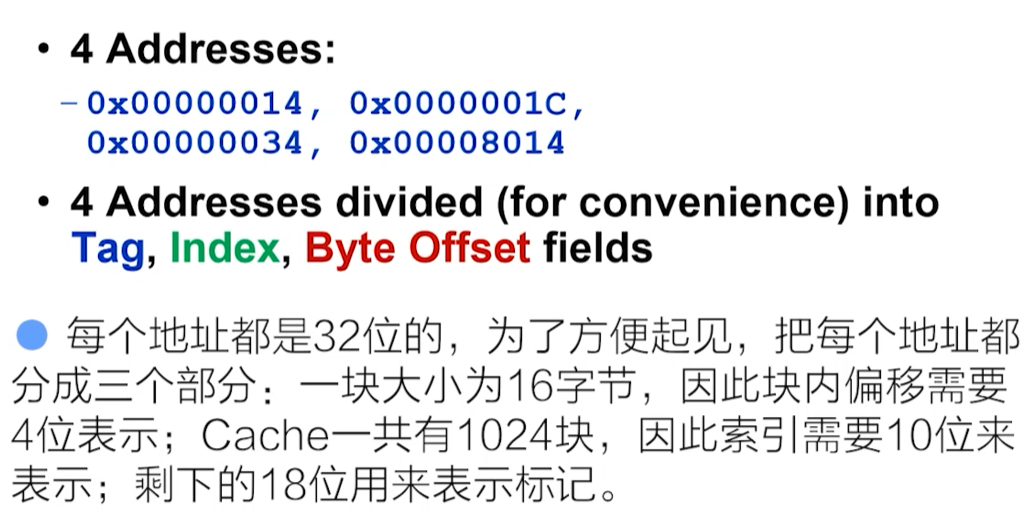 • 4 Addresses:
– 0x00000014, 0x0000001C,
0x00000034, 0x00008014
• 4 Addresses divided (for convenience) into
Tag, Index, Byte Offset fields
● 每个地址都是32位的，为了方便起见，把每个地址都
分成三个部分：一块大小为16字节，因此块内偏移需要
4位表示；Cache一共有1024块，因此索引需要10位来
表示；剩下的18位用来表示标记。